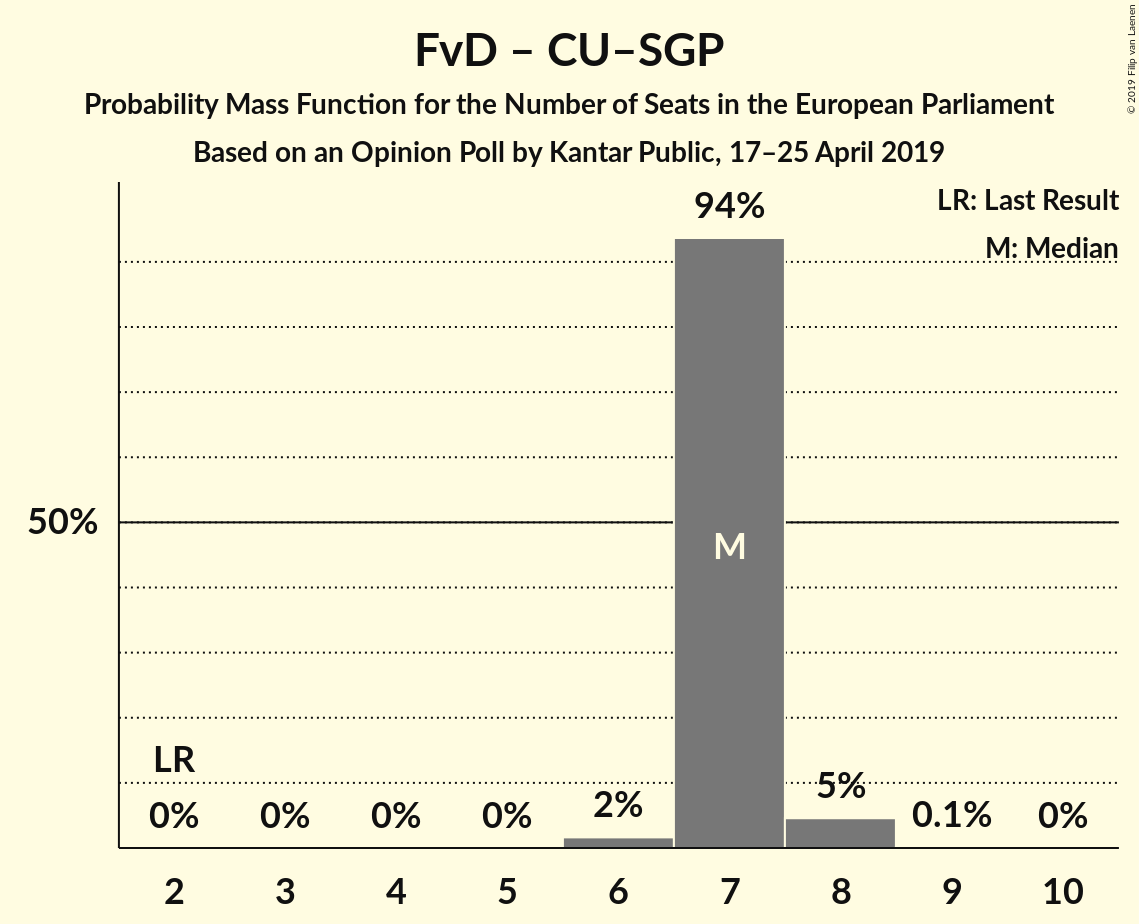 FvD – CU–SGP
Probability Mass Function for the Number of Seats in the European Parliament
Based on an Opinion Poll by Kantar Public, 17–25 April 2019
© 2019 Filip van Laenen
LR: Last Result
M: Median
94%
50%
M
LR
0%
0%
0%
0%
2%
5%
0.1%
0%
2
3
4
5
6
7
8
9
10